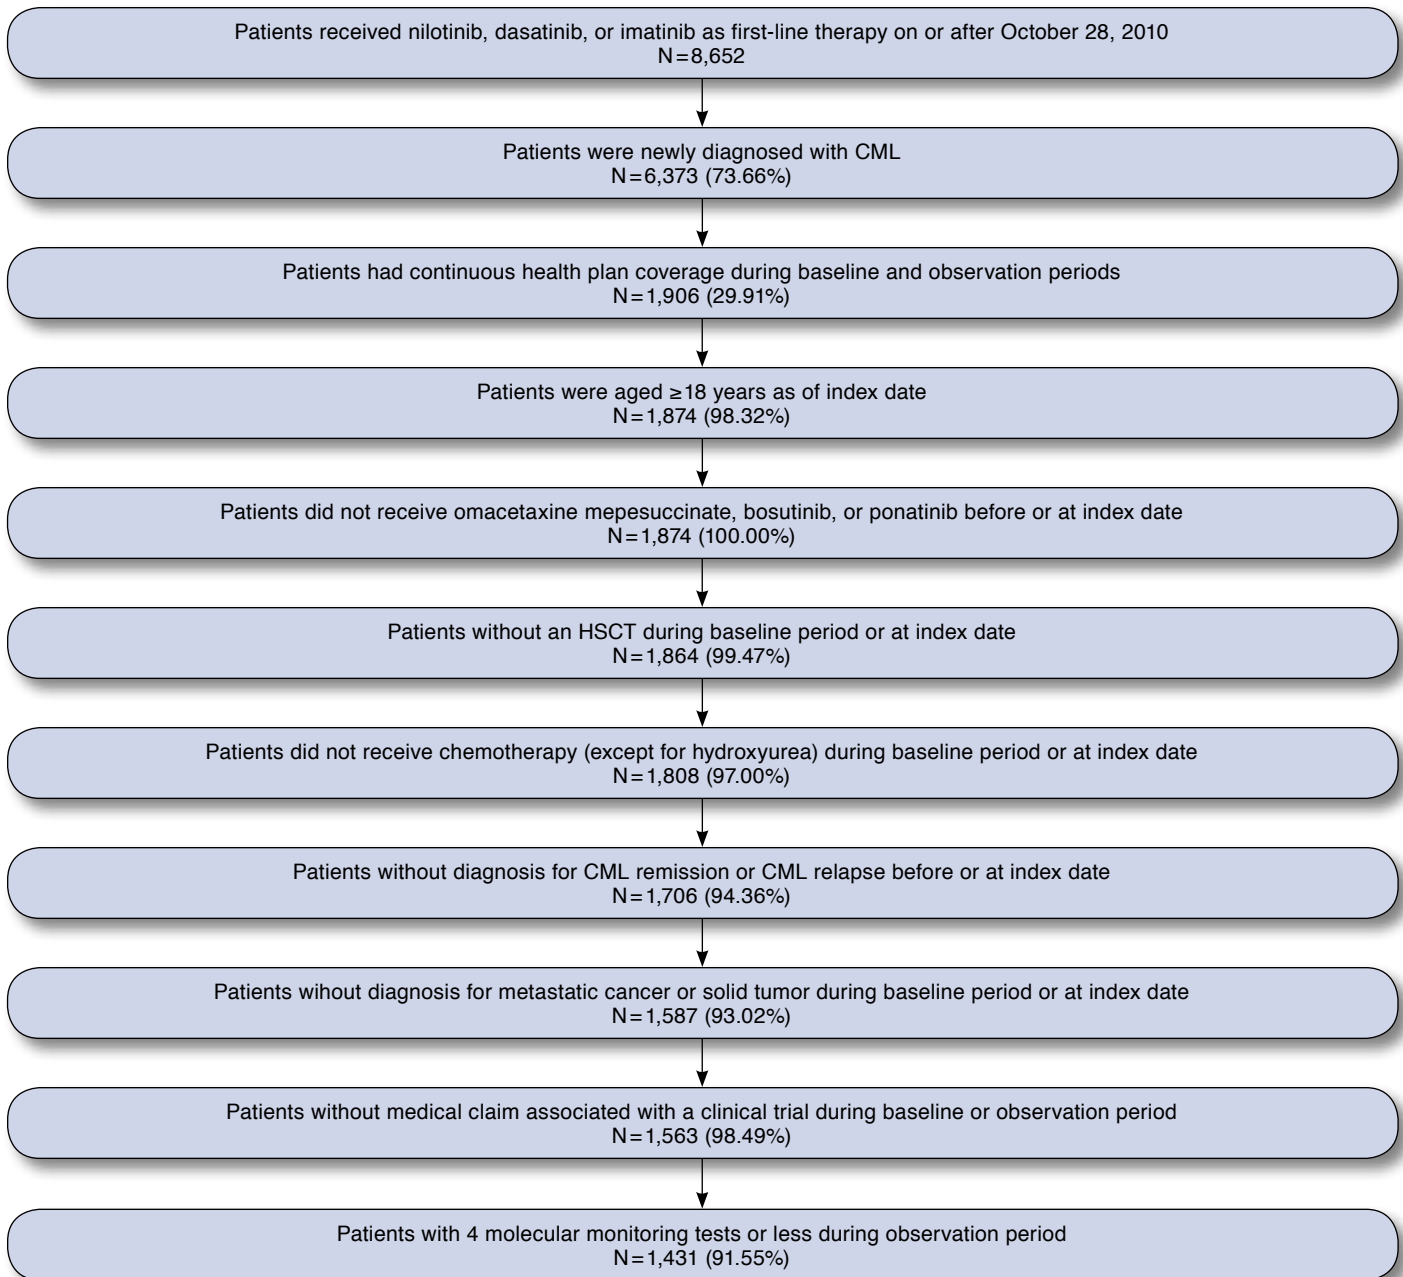 Patients received nilotinib, dasatinib, or imatinib as first-line therapy on or after October 28, 2010
N=8,652
Patients were newly diagnosed with CML
N=6,373 (73.66%)
Patients had continuous health plan coverage during baseline and observation periods
N=1,906 (29.91%)
Patients were aged ≥18 years as of index date
N=1,874 (98.32%)
Patients did not receive omacetaxine mepesuccinate, bosutinib, or ponatinib before or at index date
N=1,874 (100.00%)
Patients without an HSCT during baseline period or at index date
N=1,864 (99.47%)
Patients did not receive chemotherapy (except for hydroxyurea) during baseline period or at index date
N=1,808 (97.00%)
Patients without diagnosis for CML remission or CML relapse before or at index date
N=1,706 (94.36%)
Patients wihout diagnosis for metastatic cancer or solid tumor during baseline period or at index date
N=1,587 (93.02%)
Patients without medical claim associated with a clinical trial during baseline or observation period
N=1,563 (98.49%)
Patients with 4 molecular monitoring tests or less during observation period
N=1,431 (91.55%)